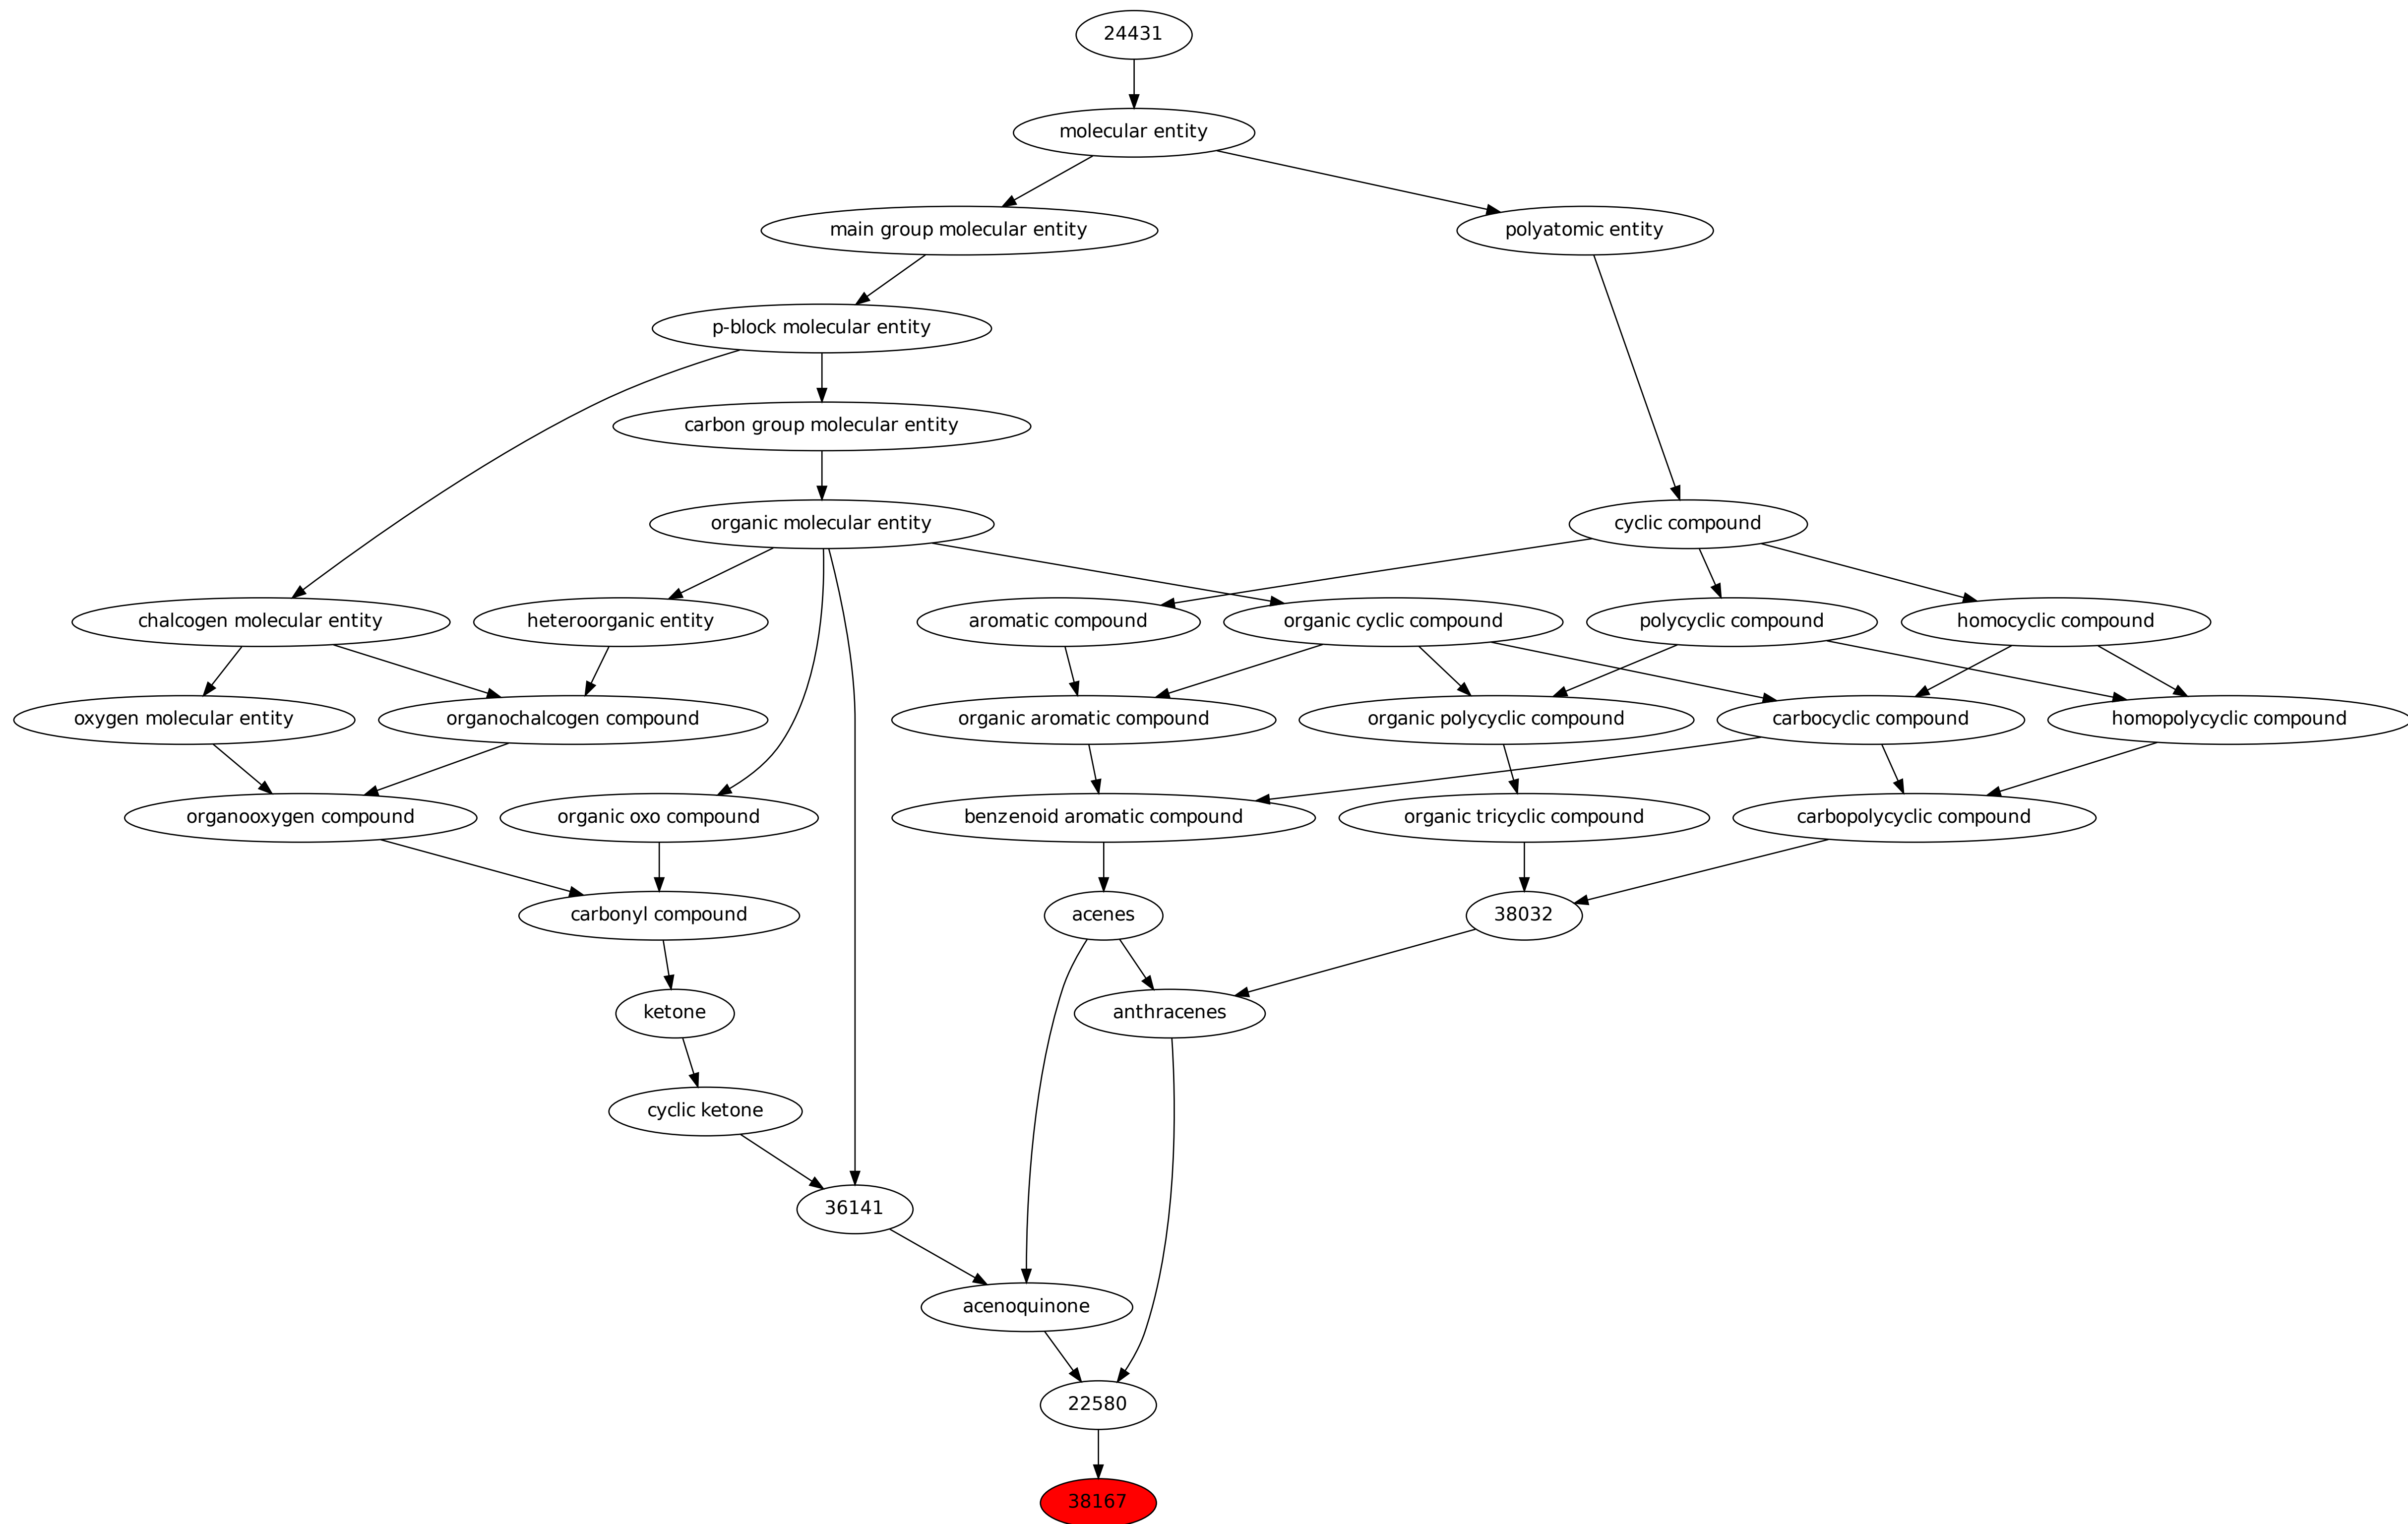 24431
molecular entity
main group molecular entity
polyatomic entity
p-block molecular entity
carbon group molecular entity
organic molecular entity
cyclic compound
chalcogen molecular entity
heteroorganic entity
aromatic compound
organic cyclic compound
polycyclic compound
homocyclic compound
oxygen molecular entity
organochalcogen compound
organic aromatic compound
organic polycyclic compound
carbocyclic compound
homopolycyclic compound
organooxygen compound
organic oxo compound
benzenoid aromatic compound
organic tricyclic compound
carbopolycyclic compound
carbonyl compound
acenes
38032
ketone
anthracenes
cyclic ketone
36141
acenoquinone
22580
38167